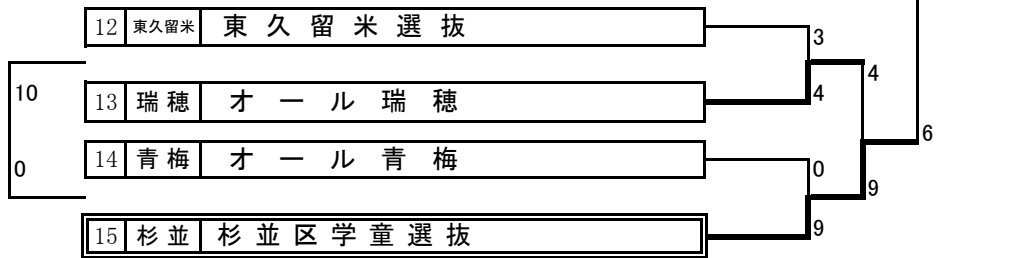 12 東久留米 東久留米選抜 3
10 4
13 瑞穂 オール瑞穂 4
6
14 青梅 オール青梅 0
0 9
15 杉並 杉並区学童選抜 9